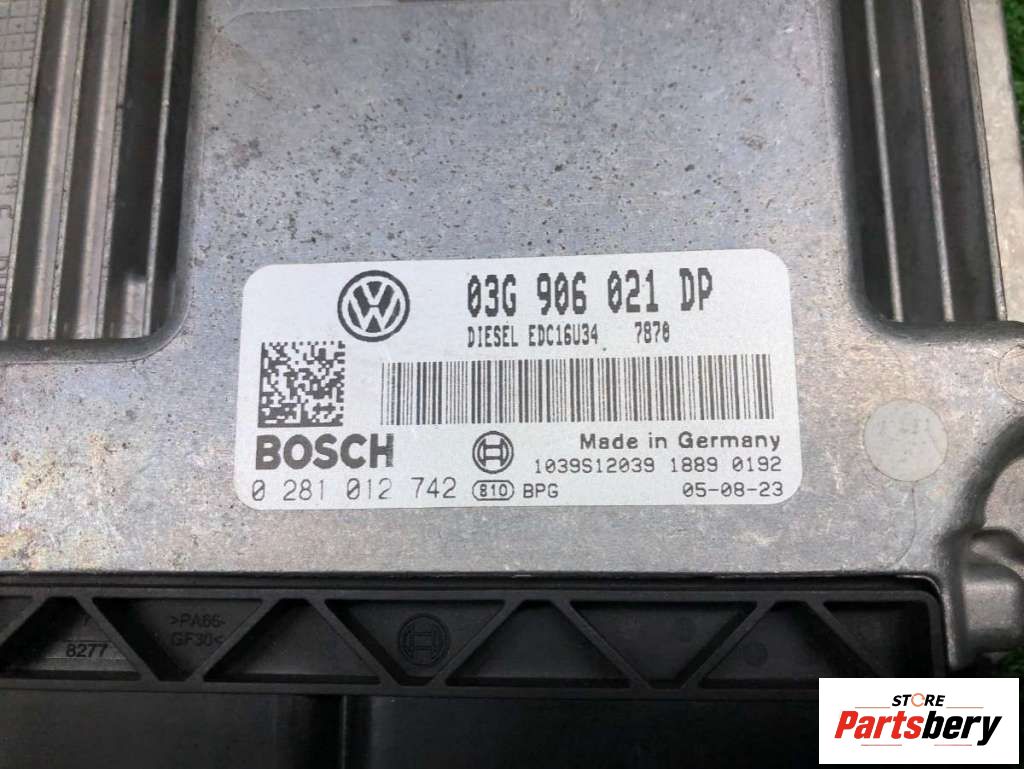 03G 906 021 DP
DIESEL EDC16U34 7870
BOSCH
Made in Germany
1039S12039 1889 0192
0 281 012 742 810 BPG 05-08-23
>PA66-
GF30<
8277
STORE
Partsbery